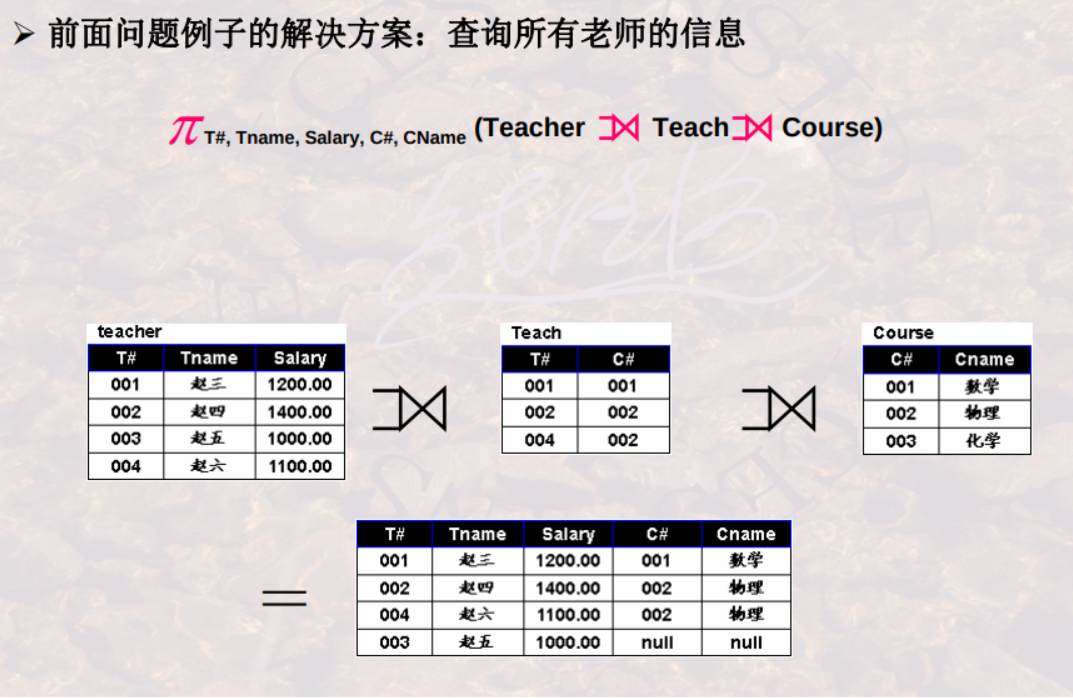 ➢ 前面问题例子的解决方案：查询所有老师的信息
π T#, Tname, Salary, C#, CName (Teacher ⟕ Teach ⟕ Course)
teacher
T# Tname Salary
001 赵三 1200.00
002 赵四 1400.00
003 赵五 1000.00
004 赵六 1100.00
⟕
Teach
T# C#
001 001
002 002
004 002
⟕
Course
C# Cname
001 数学
002 物理
003 化学
=
T# Tname Salary C# Cname
001 赵三 1200.00 001 数学
002 赵四 1400.00 002 物理
004 赵六 1100.00 002 物理
003 赵五 1000.00 null null